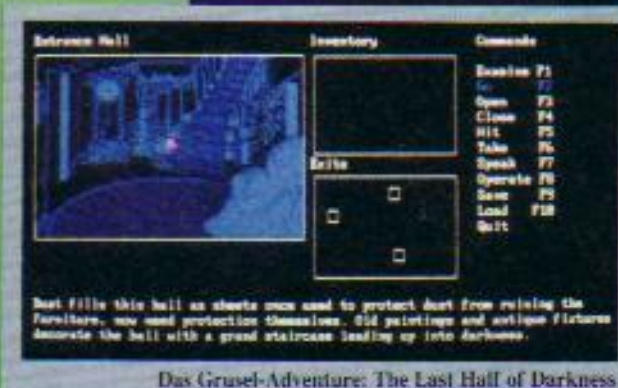 Entrance Hall
Inventory
Commands
Examine F1
Go F2
Open F3
Close F4
Hit F5
Take F6
Speak F7
Operate F8
Save F9
Load F10
Quit
Exits
Dust fills this hall as sheets once used to protect dust from ruining the
furniture, now need protection themselves. Old paintings and antique fixtures
decorate the hall with a grand staircase leading up into darkness.
Das Grusel-Adventure: The Last Half of Darkness